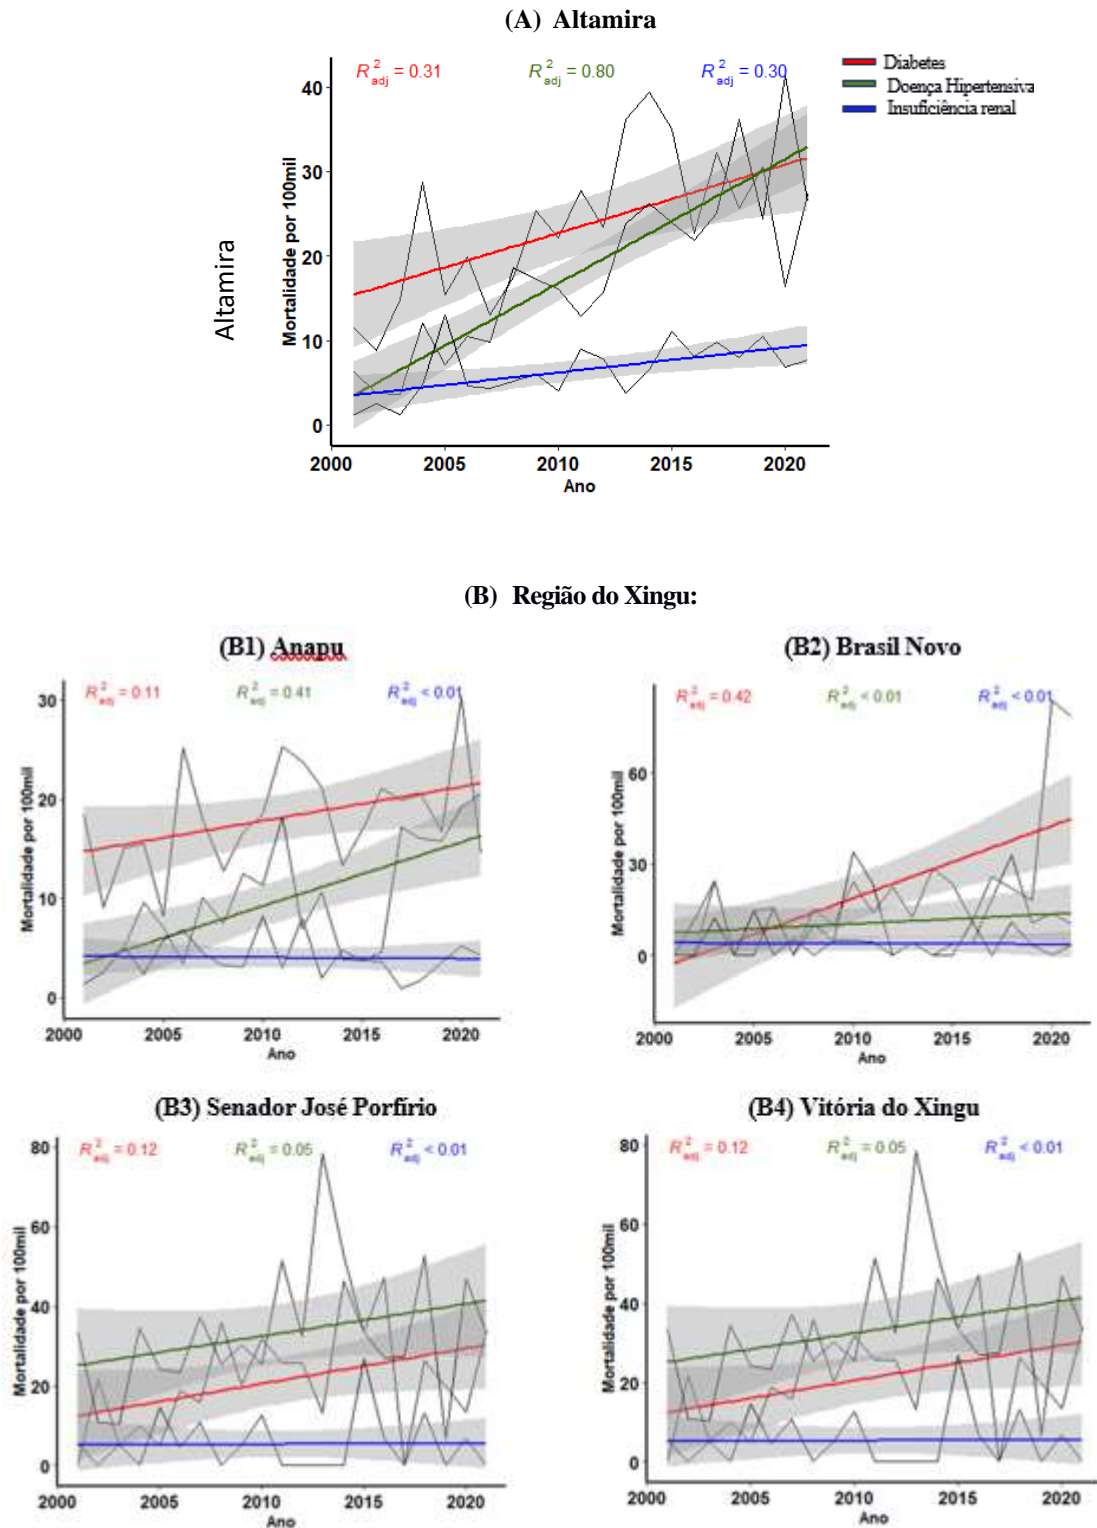 (A) Altamira
R²adj = 0.31 R²adj = 0.80 R²adj = 0.30
Diabetes
Doença Hipertensiva
Insuficiência renal
Altamira
Mortalidade por 100mil
40
30
20
10
0
2000 2005 2010 2015 2020
Ano
(B) Região do Xingu:
(B1) Anapu
R²adj = 0.11 R²adj = 0.41 R²adj < 0.01
Mortalidade por 100mil
30
20
10
0
2000 2005 2010 2015 2020
Ano
(B2) Brasil Novo
R²adj = 0.42 R²adj < 0.01 R²adj < 0.01
Mortalidade por 100mil
60
30
0
2000 2005 2010 2015 2020
Ano
(B3) Senador José Porfírio
R²adj = 0.12 R²adj = 0.05 R²adj < 0.01
Mortalidade por 100mil
80
60
40
20
0
2000 2005 2010 2015 2020
Ano
(B4) Vitória do Xingu
R²adj = 0.12 R²adj = 0.05 R²adj < 0.01
Mortalidade por 100mil
80
60
40
20
0
2000 2005 2010 2015 2020
Ano